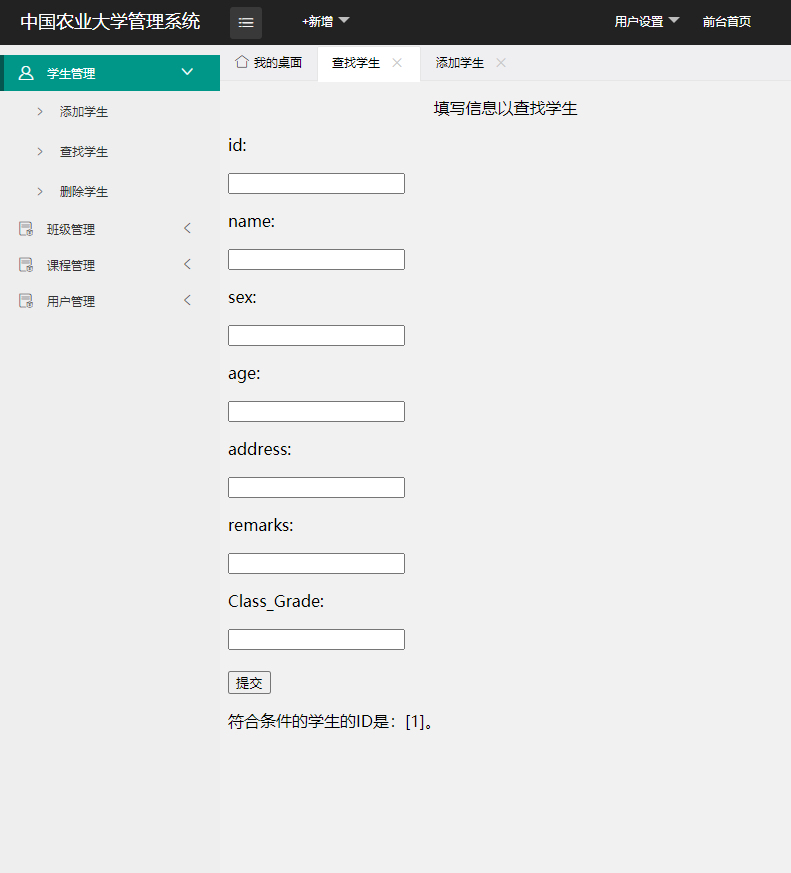 中国农业大学管理系统
+新增
用户设置
前台首页
学生管理
添加学生
查找学生
删除学生
班级管理
课程管理
用户管理
我的桌面
查找学生
添加学生
填写信息以查找学生
id:
name:
sex:
age:
address:
remarks:
Class_Grade:
提交
符合条件的学生的ID是：[1]。